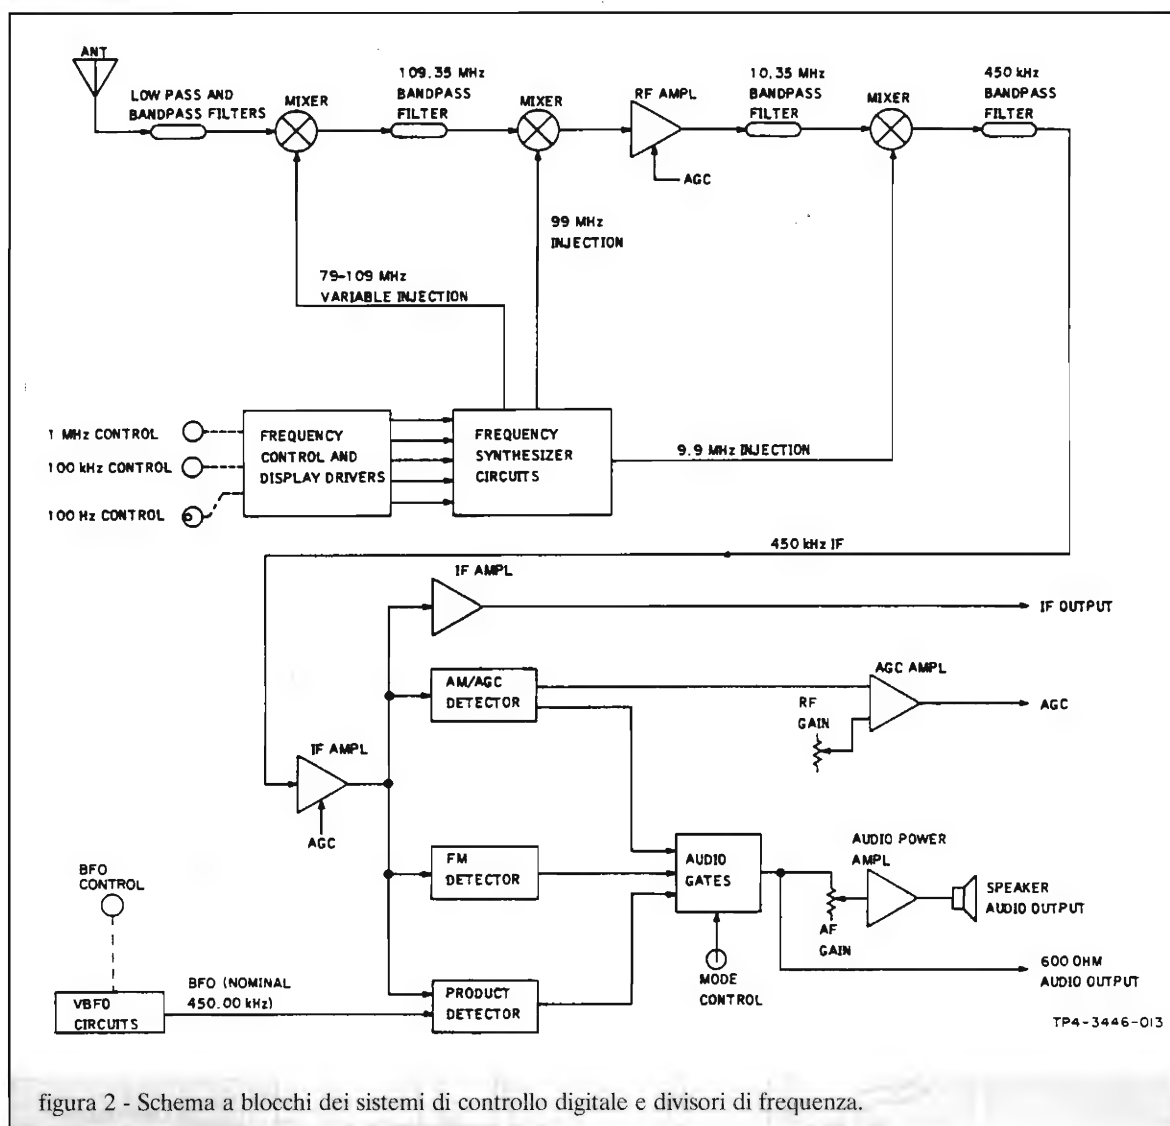 ANT
LOW PASS AND
BANDPASS FILTERS
MIXER
109.35 MHz
BANDPASS
FILTER
MIXER
RF AMPL
AGC
10.35 MHz
BANDPASS
FILTER
MIXER
450 kHz
BANDPASS
FILTER
79-109 MHz
VARIABLE INJECTION
99 MHz
INJECTION
1 MHz CONTROL
100 kHz CONTROL
100 Hz CONTROL
FREQUENCY
CONTROL AND
DISPLAY DRIVERS
FREQUENCY
SYNTHESIZER
CIRCUITS
9.9 MHz INJECTION
450 kHz IF
IF AMPL
IF OUTPUT
AM/AGC
DETECTOR
AGC AMPL
RF
GAIN
AGC
IF AMPL
AGC
FM
DETECTOR
AUDIO
GATES
AUDIO POWER
AMPL
SPEAKER
AUDIO OUTPUT
AF
GAIN
BFO
CONTROL
MODE
CONTROL
600 OHM
AUDIO OUTPUT
VBFO
CIRCUITS
BFO (NOMINAL
450.00 kHz)
PRODUCT
DETECTOR
TP4-3446-013
figura 2 - Schema a blocchi dei sistemi di controllo digitale e divisori di frequenza.